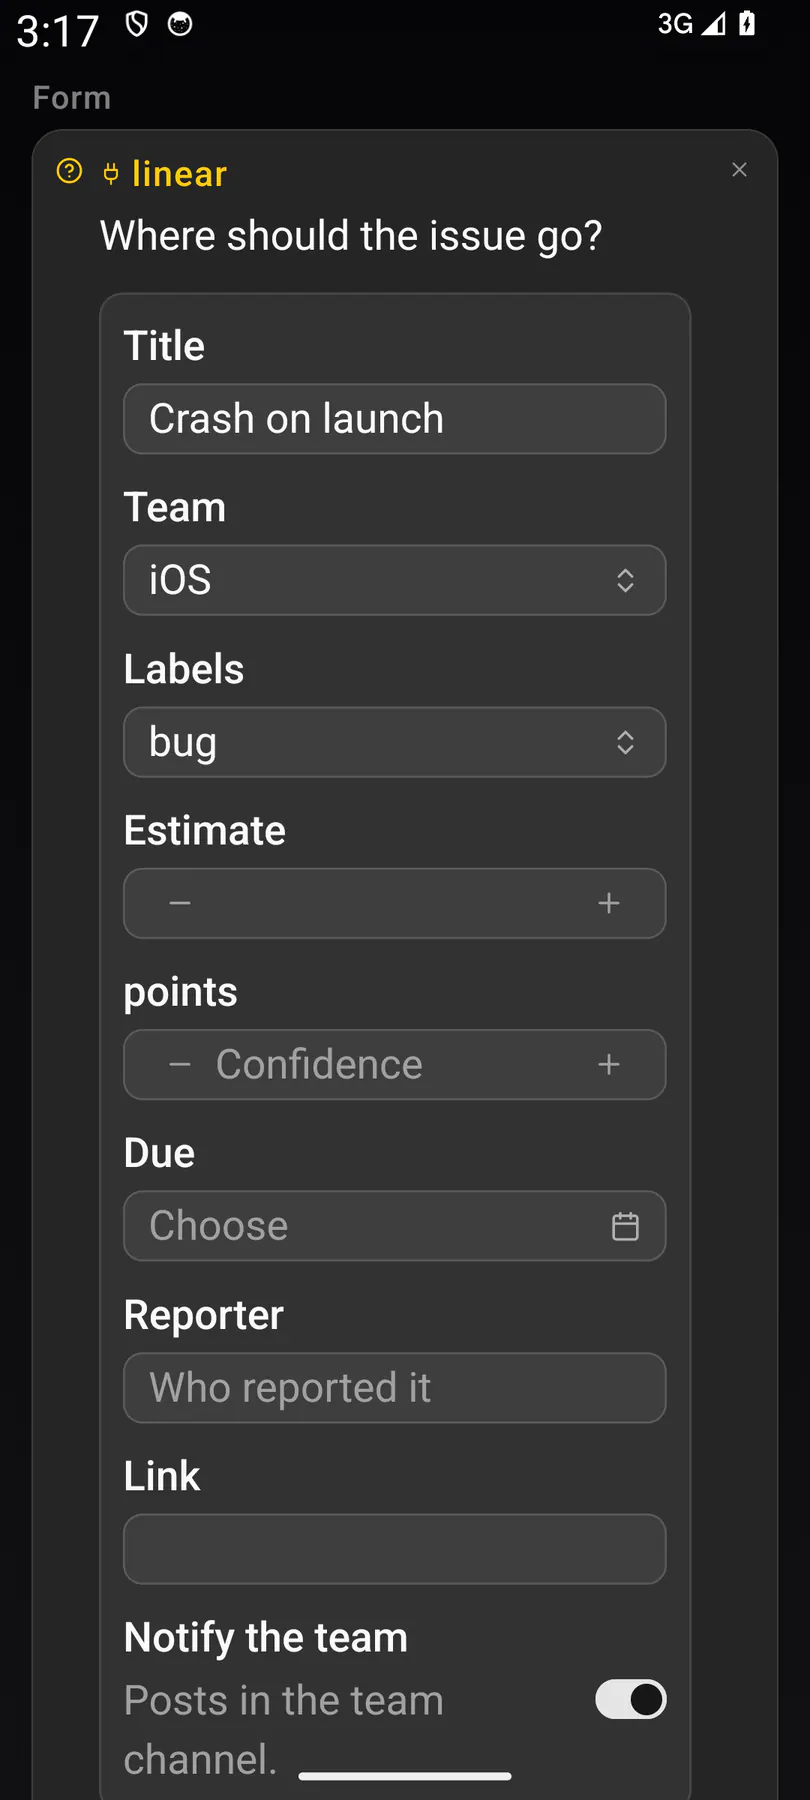 3:17
3G
Form
linear
Where should the issue go?
Title
Crash on launch
Team
iOS
Labels
bug
Estimate
points
Confidence
Due
Choose
Reporter
Who reported it
Link
Notify the team
Posts in the team
channel.